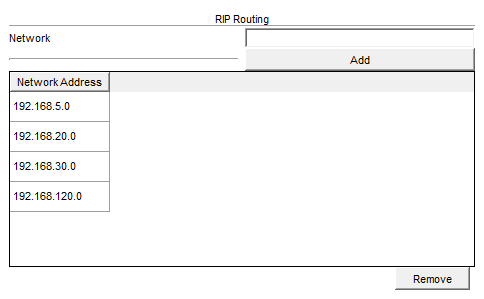 RIP Routing
Network
Add
Network Address
192.168.5.0
192.168.20.0
192.168.30.0
192.168.120.0
Remove